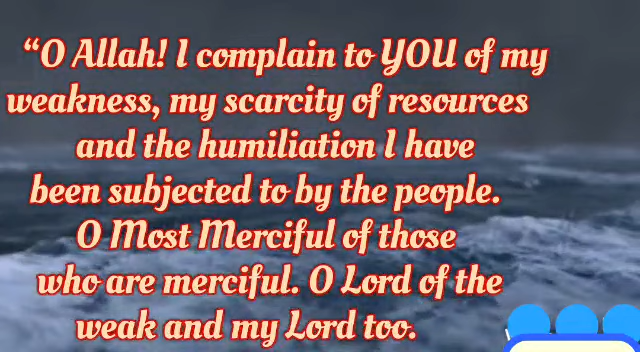 “O Allah! I complain to YOU of my
weakness, my scarcity of resources
and the humiliation I have
been subjected to by the people.
O Most Merciful of those
who are merciful. O Lord of the
weak and my Lord too.